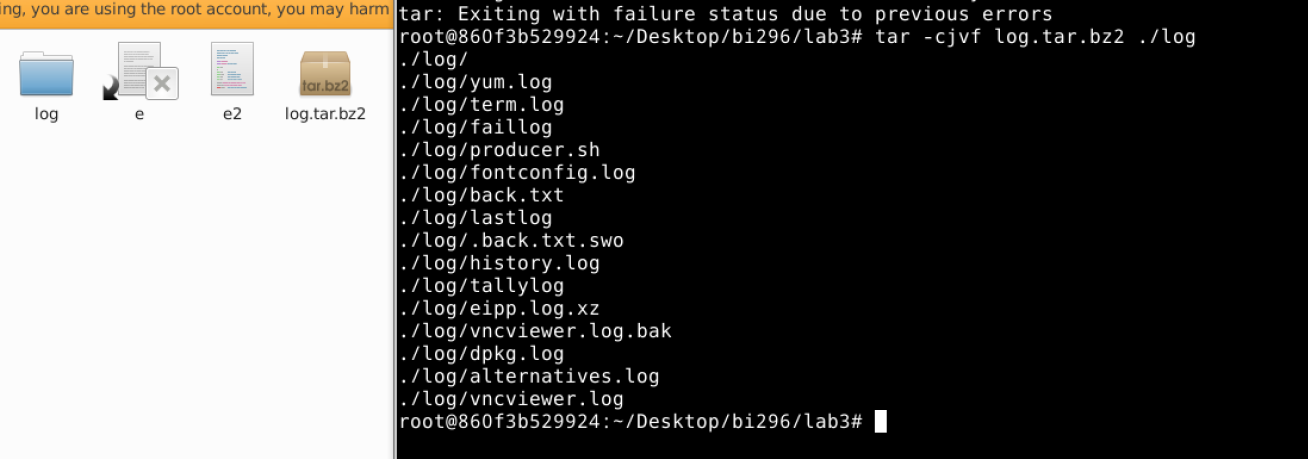 ing, you are using the root account, you may harm
log
e
e2
tar.bz2
log.tar.bz2
tar: Exiting with failure status due to previous errors
root@860f3b529924:~/Desktop/bi296/lab3# tar -cjvf log.tar.bz2 ./log
./log/
./log/yum.log
./log/term.log
./log/faillog
./log/producer.sh
./log/fontconfig.log
./log/back.txt
./log/lastlog
./log/.back.txt.swo
./log/history.log
./log/tallylog
./log/eipp.log.xz
./log/vncviewer.log.bak
./log/dpkg.log
./log/alternatives.log
./log/vncviewer.log
root@860f3b529924:~/Desktop/bi296/lab3#